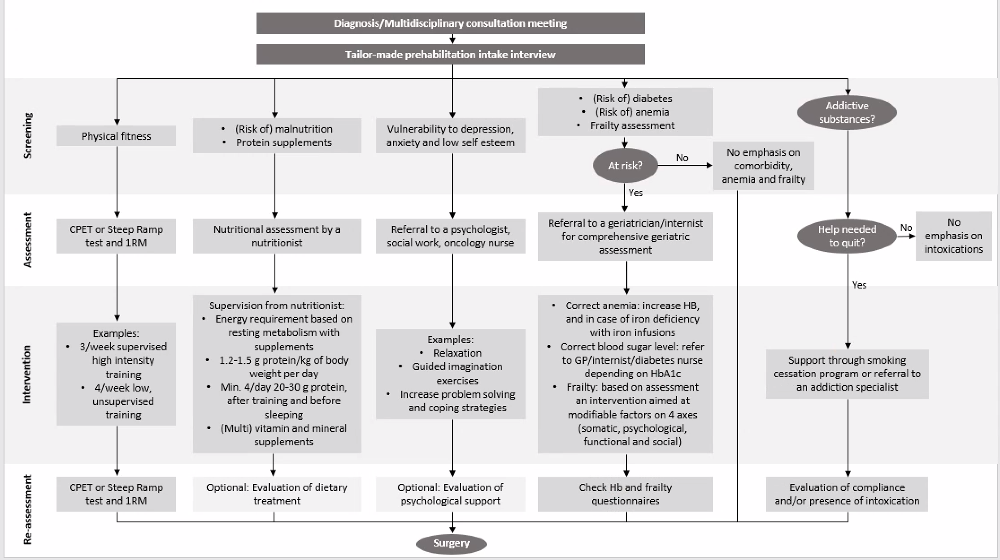 Diagnosis/Multidisciplinary consultation meeting
Tailor-made prehabilitation intake interview
Screening
Physical fitness
• (Risk of) malnutrition
• Protein supplements
Vulnerability to depression,
anxiety and low self esteem
• (Risk of) diabetes
• (Risk of) anemia
• Frailty assessment
At risk?
No
No emphasis on
comorbidity,
anemia and frailty
Yes
Addictive
substances?
Assessment
CPET or Steep Ramp
test and 1RM
Nutritional assessment by a
nutritionist
Referral to a psychologist,
social work, oncology nurse
Referral to a geriatrician/internist
for comprehensive geriatric
assessment
Help needed
to quit?
No
No
emphasis on
intoxications
Yes
Intervention
Examples:
• 3/week supervised
high intensity
training
• 4/week low,
unsupervised
training
Supervision from nutritionist:
• Energy requirement based on
resting metabolism with
supplements
• 1.2-1.5 g protein/kg of body
weight per day
• Min. 4/day 20-30 g protein,
after training and before
sleeping
• (Multi) vitamin and mineral
supplements
Examples:
• Relaxation
• Guided imagination
exercises
• Increase problem solving
and coping strategies
• Correct anemia: increase HB,
and in case of iron deficiency
with iron infusions
• Correct blood sugar level: refer
to GP/internist/diabetes nurse
depending on HbA1c
• Frailty: based on assessment
an intervention aimed at
modifiable factors on 4 axes
(somatic, psychological,
functional and social)
Support through smoking
cessation program or referral to
an addiction specialist
Re-assessment
CPET or Steep Ramp
test and 1RM
Optional: Evaluation of dietary
treatment
Optional: Evaluation of
psychological support
Check Hb and frailty
questionnaires
Evaluation of compliance
and/or presence of intoxication
Surgery